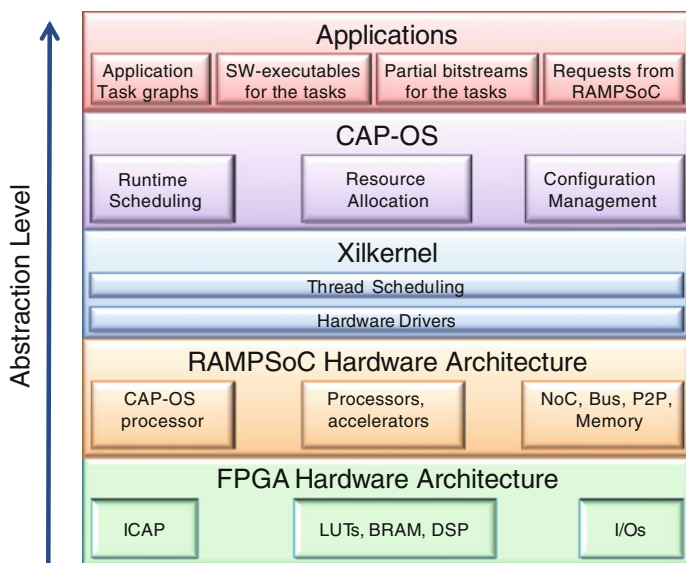 Abstraction Level
Applications
Application
Task graphs
SW-executables
for the tasks
Partial bitstreams
for the tasks
Requests from
RAMPSoC
CAP-OS
Runtime
Scheduling
Resource
Allocation
Configuration
Management
Xilkernel
Thread Scheduling
Hardware Drivers
RAMPSoC Hardware Architecture
CAP-OS
processor
Processors,
accelerators
NoC, Bus, P2P,
Memory
FPGA Hardware Architecture
ICAP
LUTs, BRAM, DSP
I/Os